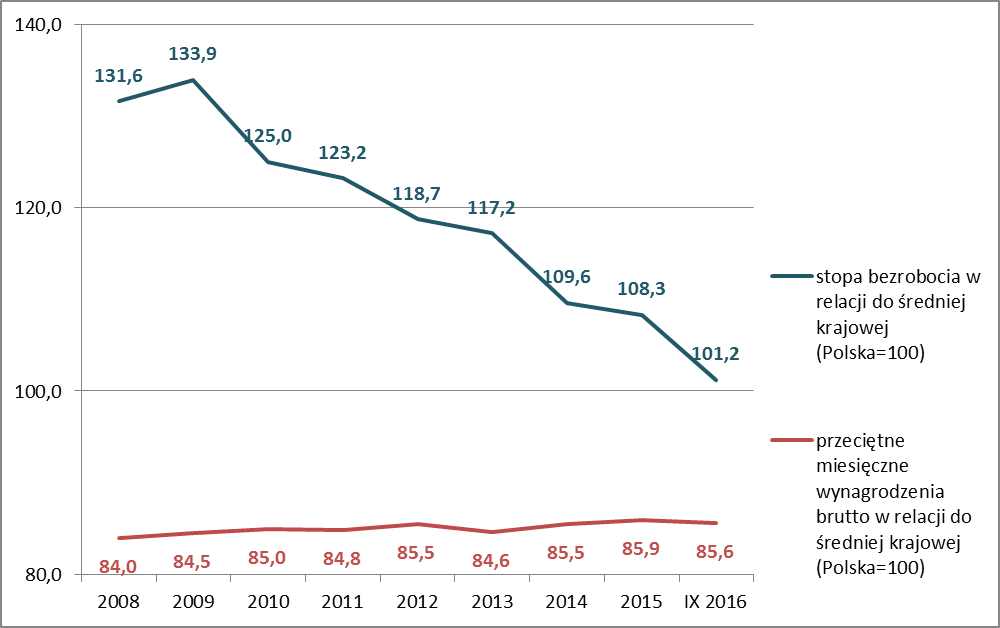 140,0
120,0
100,0
80,0
131,6
133,9
125,0
123,2
118,7
117,2
109,6
108,3
101,2
84,0
84,5
85,0
84,8
85,5
84,6
85,5
85,9
85,6
2008 2009 2010 2011 2012 2013 2014 2015 IX 2016
stopa bezrobocia w
relacji do średniej
krajowej
(Polska=100)
przeciętne
miesięczne
wynagrodzenia
brutto w relacji do
średniej krajowej
(Polska=100)